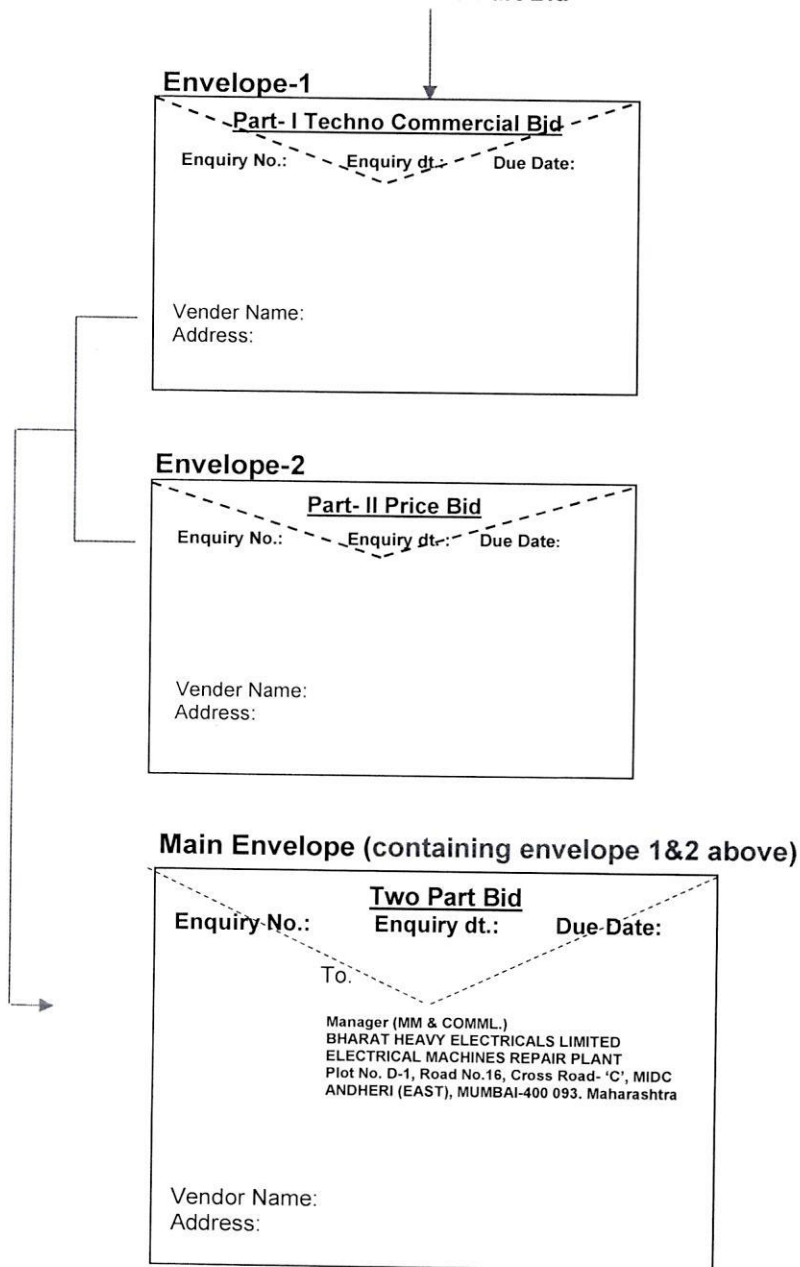 Envelope-1
Part- I Techno Commercial Bid
Enquiry No.: Enquiry dt.: Due Date:
Vender Name:
Address:
Envelope-2
Part- II Price Bid
Enquiry No.: Enquiry dt.: Due Date:
Vender Name:
Address:
Main Envelope (containing envelope 1&2 above)
Two Part Bid
Enquiry No.: Enquiry dt.: Due Date:
To.
Manager (MM & COMML.)
BHARAT HEAVY ELECTRICALS LIMITED
ELECTRICAL MACHINES REPAIR PLANT
Plot No. D-1, Road No.16, Cross Road- ‘C’, MIDC
ANDHERI (EAST), MUMBAI-400 093. Maharashtra
Vendor Name:
Address: